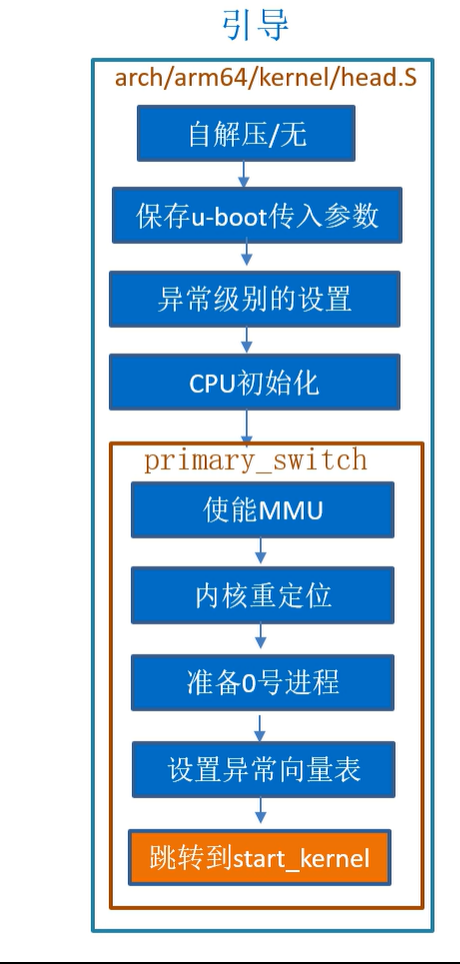 引导
arch/arm64/kernel/head.S
自解压/无
保存u-boot传入参数
异常级别的设置
CPU初始化
primary_switch
使能MMU
内核重定位
准备0号进程
设置异常向量表
跳转到start_kernel